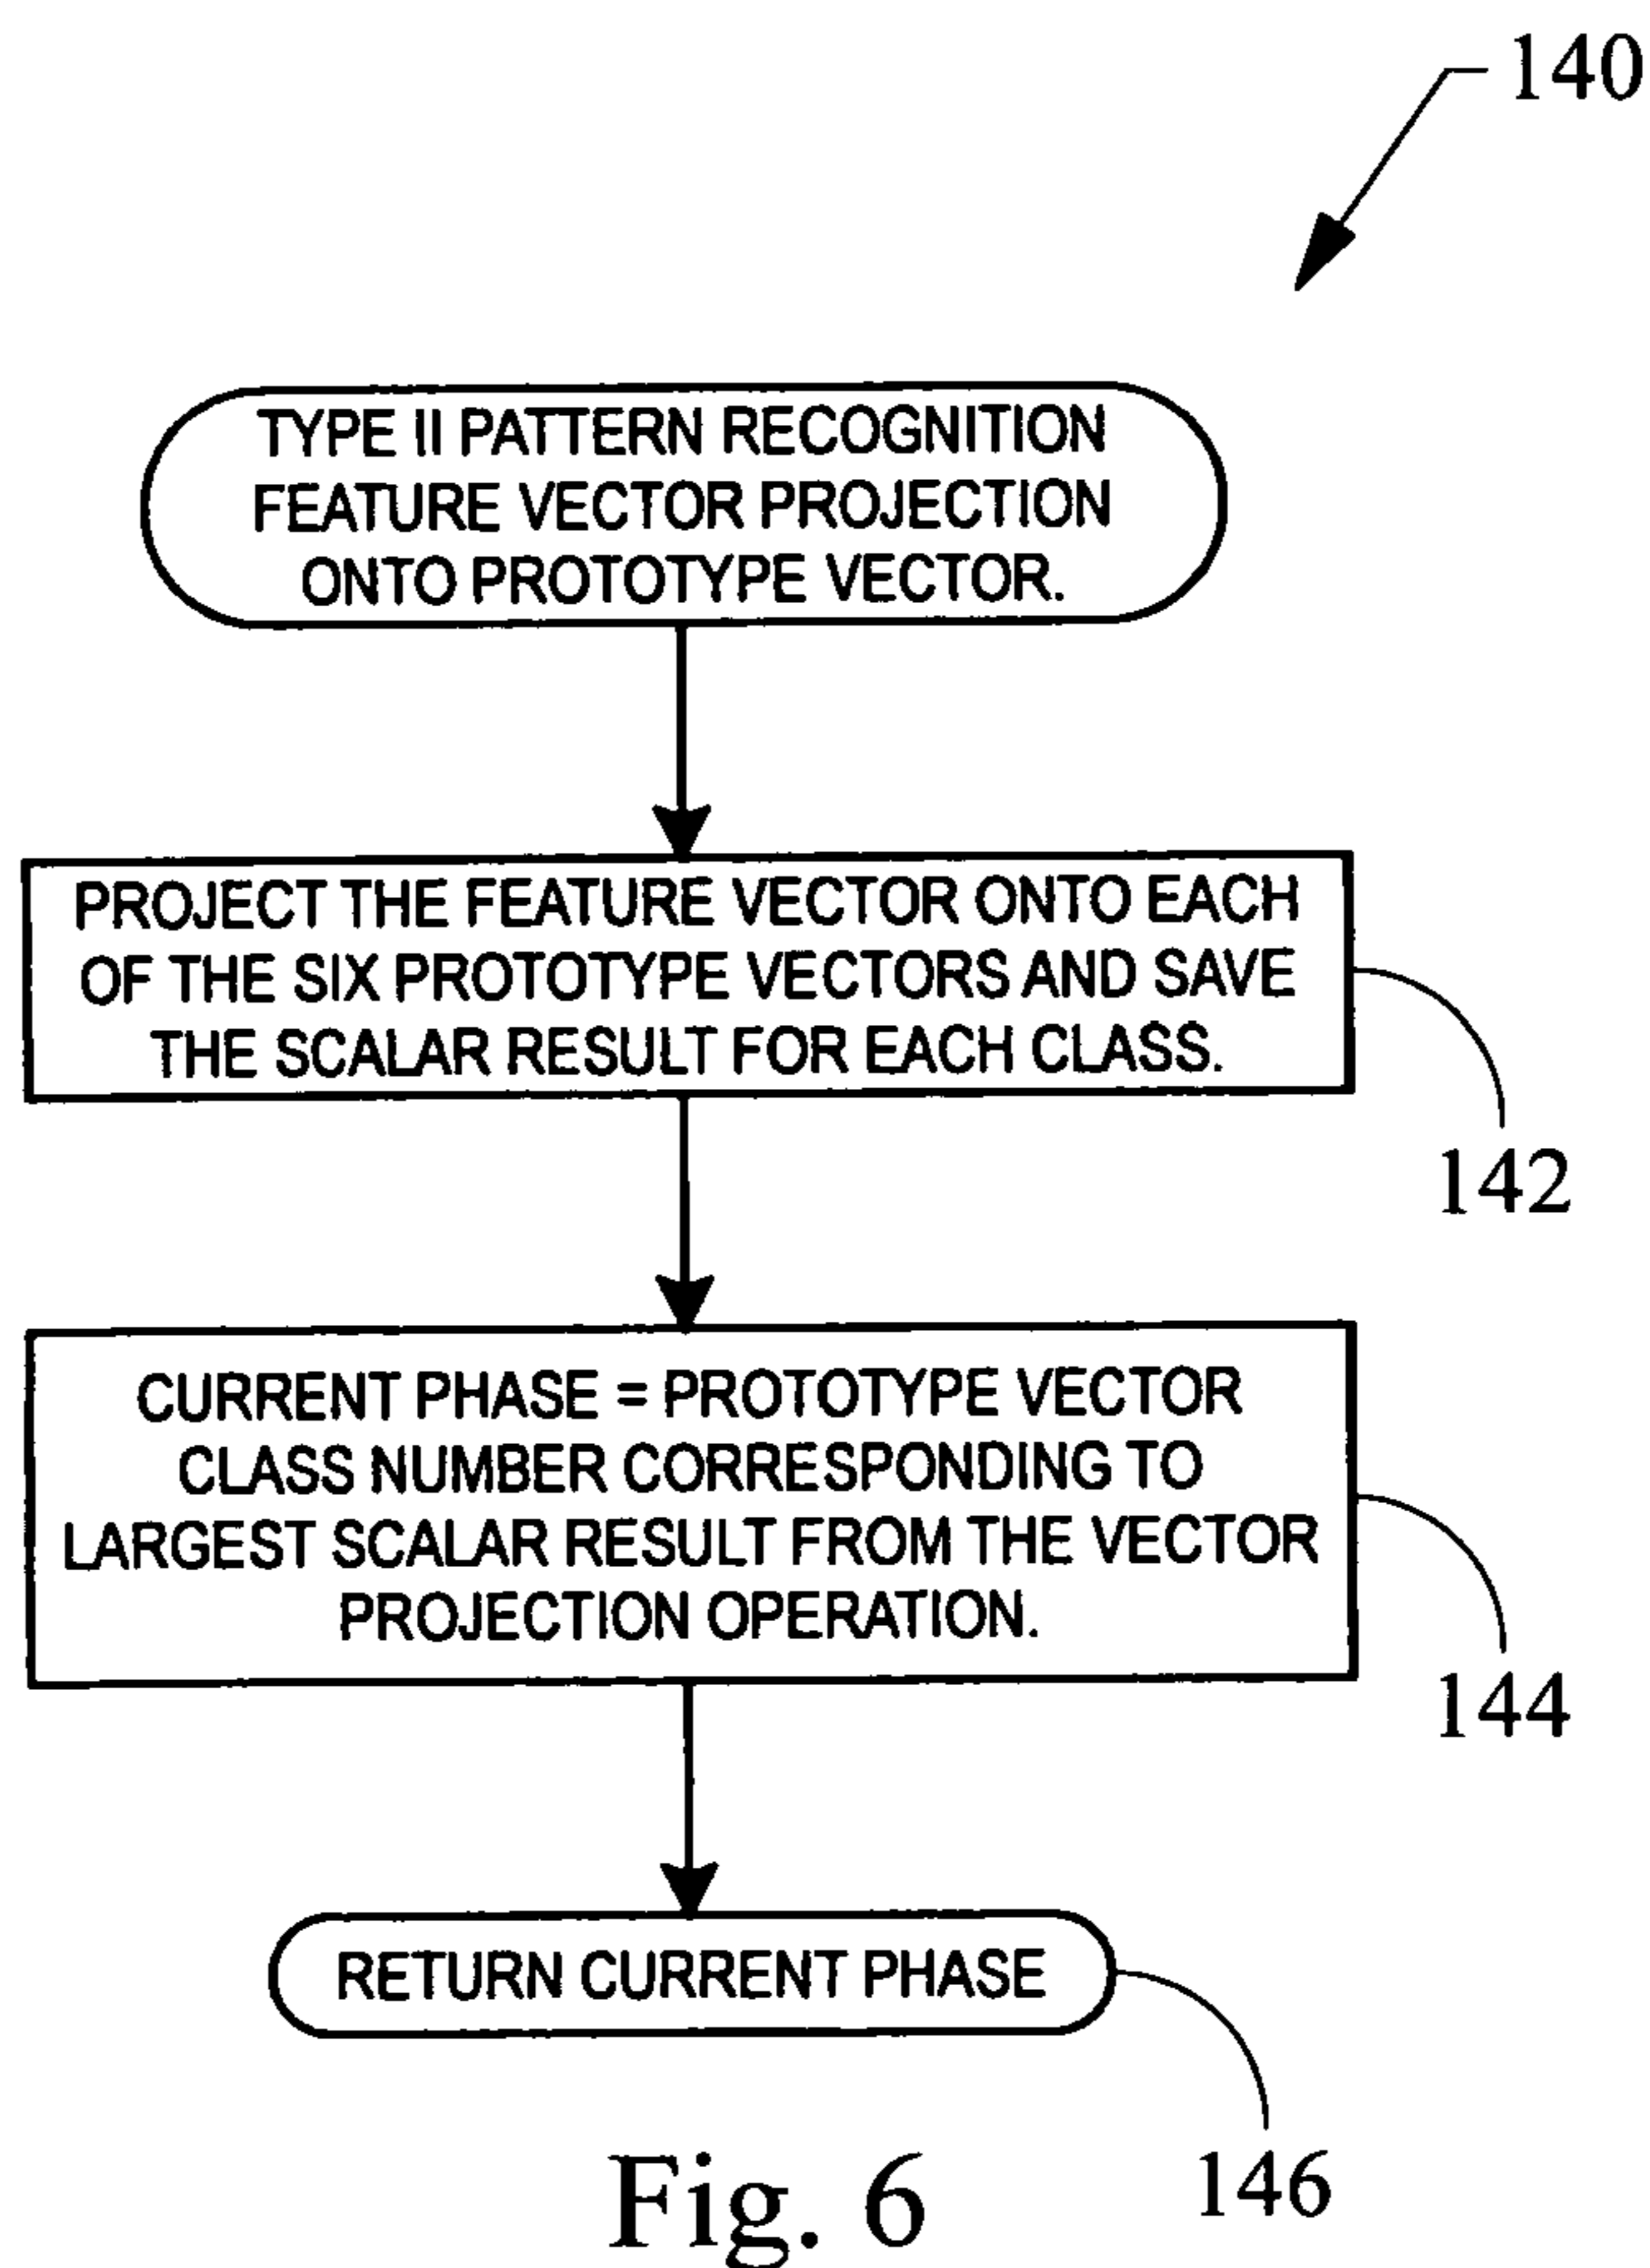 140
TYPE II PATTERN RECOGNITION
FEATURE VECTOR PROJECTION
ONTO PROTOTYPE VECTOR.
PROJECT THE FEATURE VECTOR ONTO EACH
OF THE SIX PROTOTYPE VECTORS AND SAVE
THE SCALAR RESULT FOR EACH CLASS.
142
CURRENT PHASE = PROTOTYPE VECTOR
CLASS NUMBER CORRESPONDING TO
LARGEST SCALAR RESULT FROM THE VECTOR
PROJECTION OPERATION.
144
RETURN CURRENT PHASE
146
Fig. 6